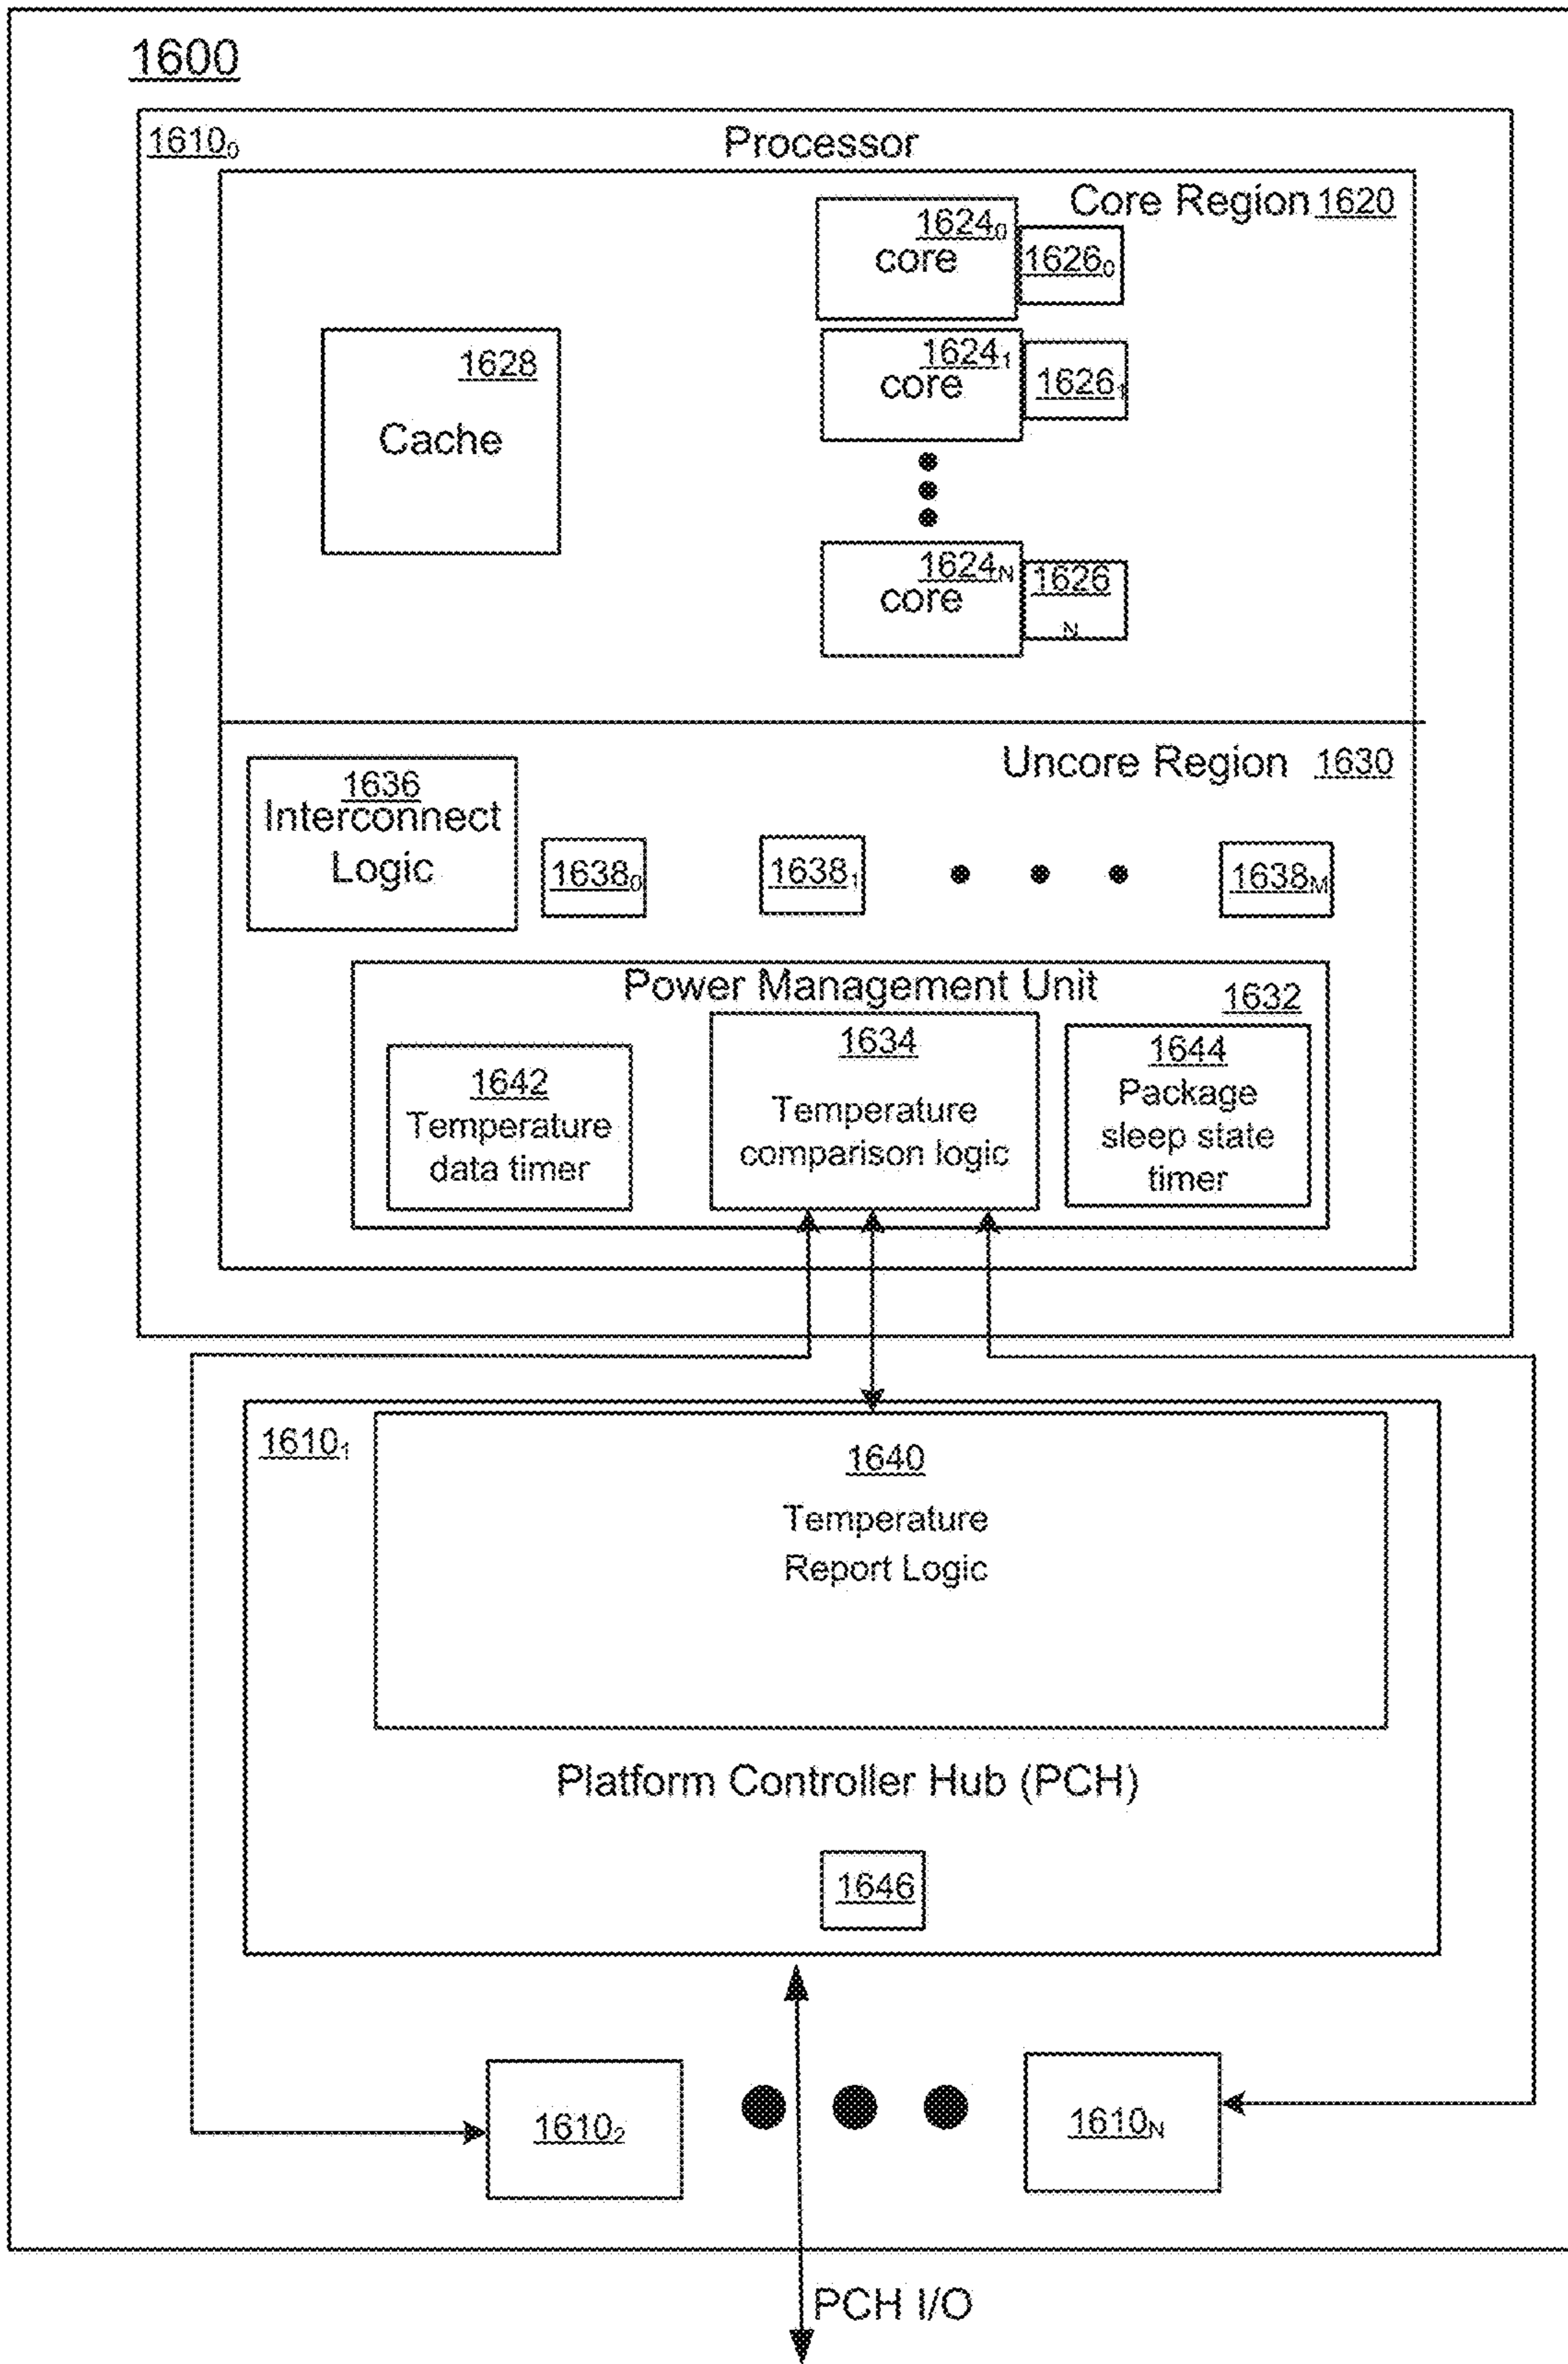 1600
1610₀
Processor
Core Region 1620
1624₀
core
1626₀
1628
Cache
1624₁
core
1626₁
1624N
core
1626
N
Uncore Region 1630
1636
Interconnect
Logic
1638₀
1638₁
1638M
Power Management Unit
1632
1642
Temperature
data timer
1634
Temperature
comparison logic
1644
Package
sleep state
timer
1610₁
1640
Temperature
Report Logic
Platform Controller Hub (PCH)
1646
1610₂
1610N
PCH I/O